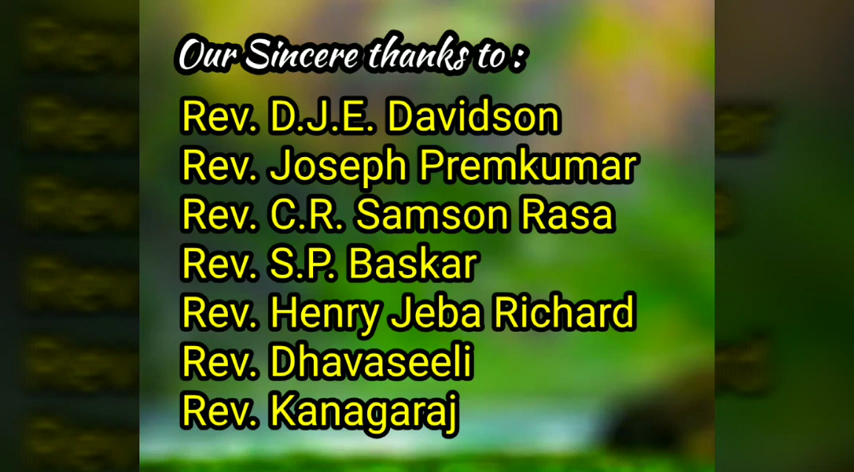 Our Sincere thanks to :
Rev. D.J.E. Davidson
Rev. Joseph Premkumar
Rev. C.R. Samson Rasa
Rev. S.P. Baskar
Rev. Henry Jeba Richard
Rev. Dhavaseeli
Rev. Kanagaraj